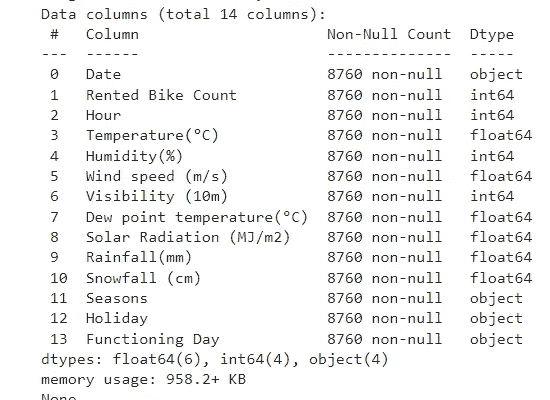 Data columns (total 14 columns):
 #   Column                     Non-Null Count  Dtype
---  ------                     --------------  -----
 0   Date                       8760 non-null   object
 1   Rented Bike Count          8760 non-null   int64
 2   Hour                       8760 non-null   int64
 3   Temperature(°C)            8760 non-null   float64
 4   Humidity(%)                8760 non-null   int64
 5   Wind speed (m/s)           8760 non-null   float64
 6   Visibility (10m)           8760 non-null   int64
 7   Dew point temperature(°C)  8760 non-null   float64
 8   Solar Radiation (MJ/m2)    8760 non-null   float64
 9   Rainfall(mm)               8760 non-null   float64
 10  Snowfall (cm)              8760 non-null   float64
 11  Seasons                    8760 non-null   object
 12  Holiday                    8760 non-null   object
 13  Functioning Day            8760 non-null   object
dtypes: float64(6), int64(4), object(4)
memory usage: 958.2+ KB
None